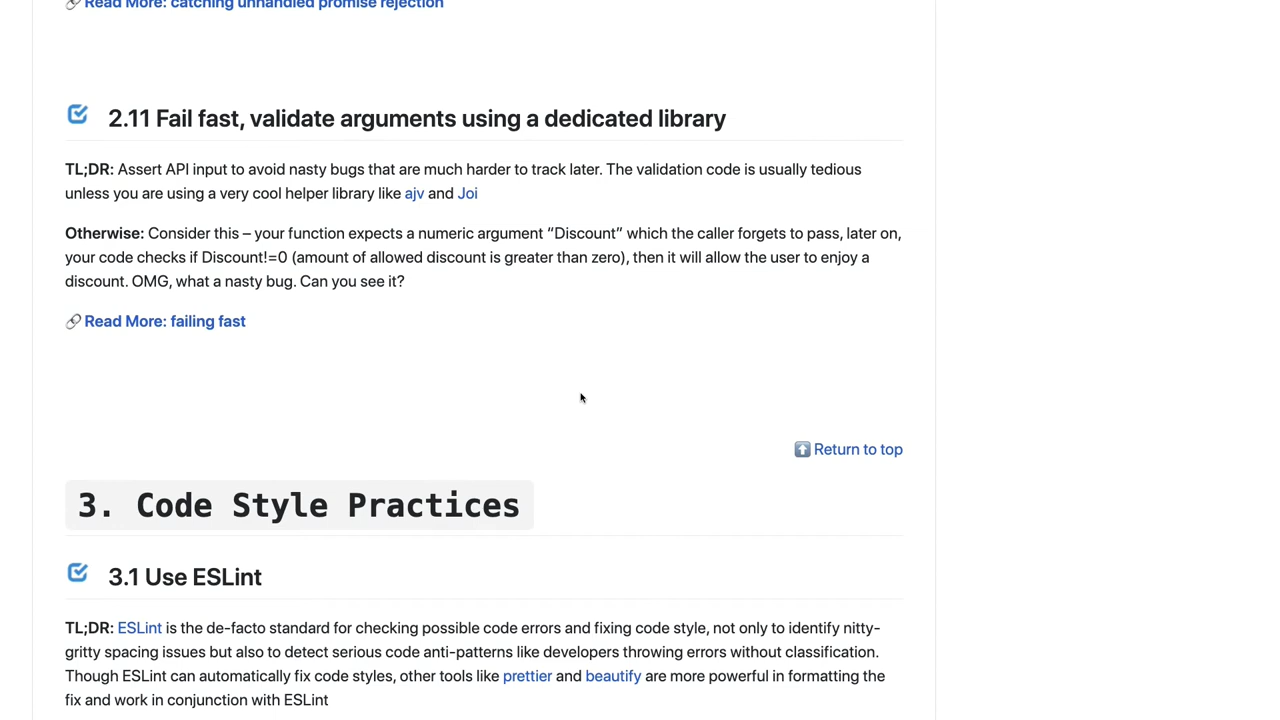 Read More: catching unhandled promise rejection
2.11 Fail fast, validate arguments using a dedicated library
TL;DR: Assert API input to avoid nasty bugs that are much harder to track later. The validation code is usually tedious
unless you are using a very cool helper library like ajv and Joi
Otherwise: Consider this – your function expects a numeric argument “Discount” which the caller forgets to pass, later on,
your code checks if Discount!=0 (amount of allowed discount is greater than zero), then it will allow the user to enjoy a
discount. OMG, what a nasty bug. Can you see it?
Read More: failing fast
Return to top
3. Code Style Practices
3.1 Use ESLint
TL;DR: ESLint is the de-facto standard for checking possible code errors and fixing code style, not only to identify nitty-
gritty spacing issues but also to detect serious code anti-patterns like developers throwing errors without classification.
Though ESLint can automatically fix code styles, other tools like prettier and beautify are more powerful in formatting the
fix and work in conjunction with ESLint